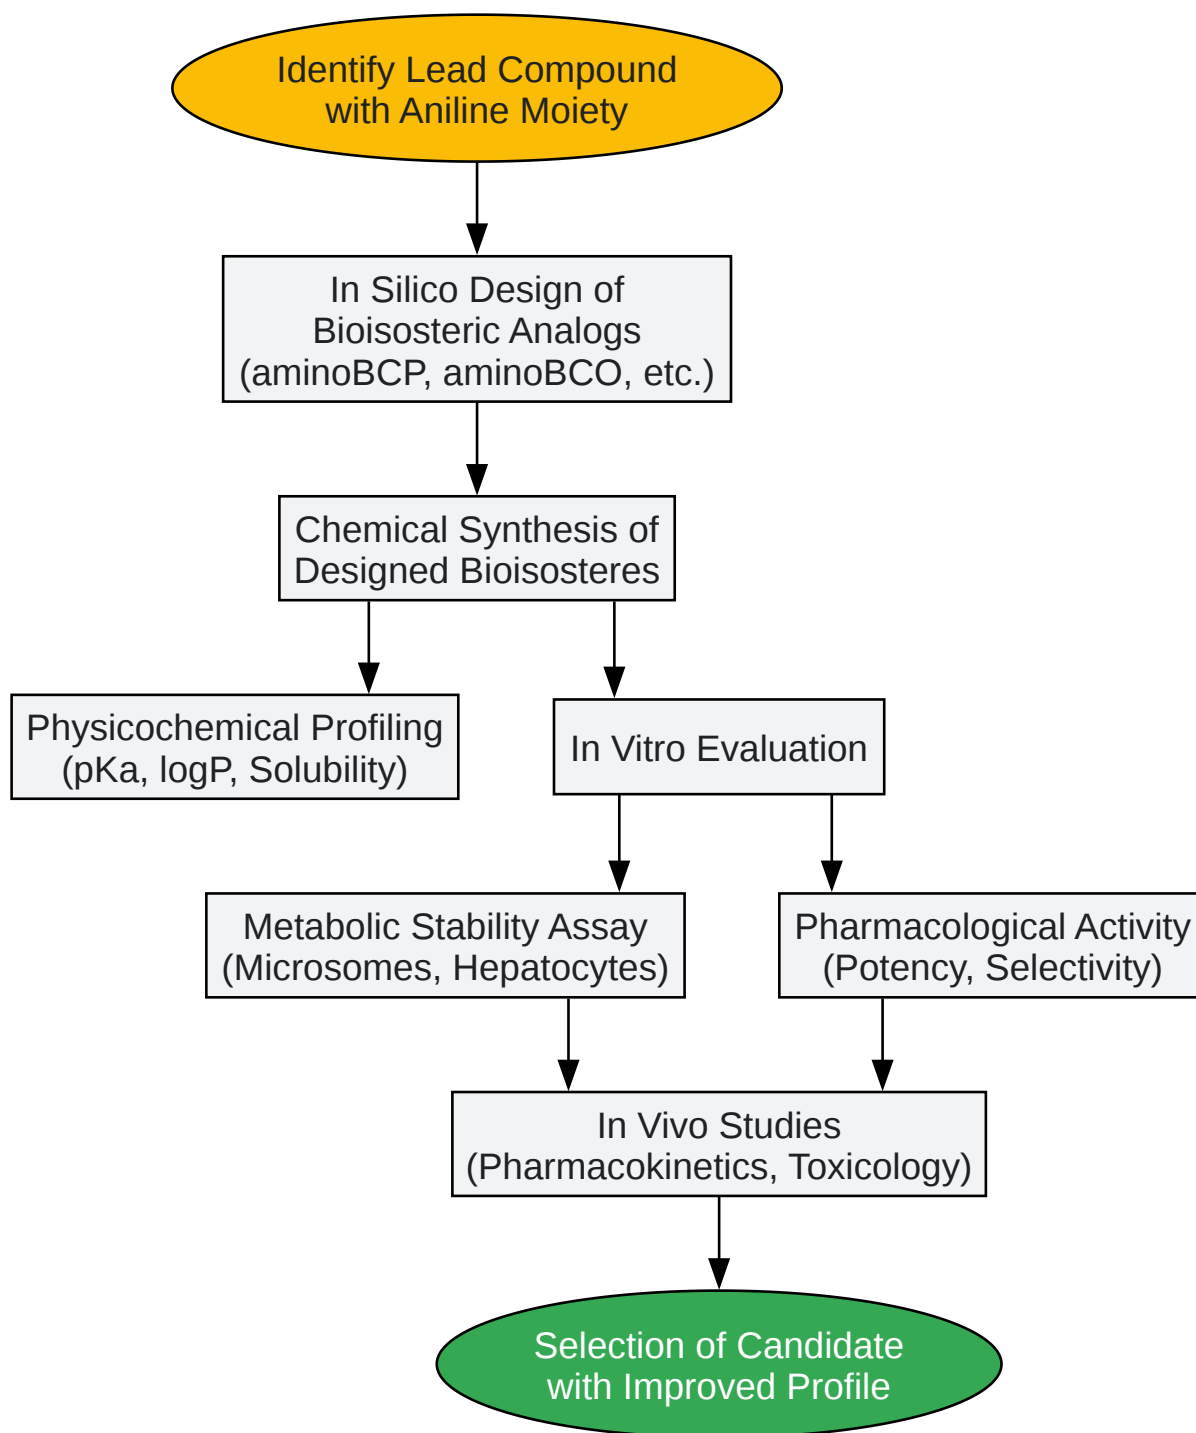 Identify Lead Compound
with Aniline Moiety
In Silico Design of
Bioisosteric Analogs
(aminoBCP, aminoBCO, etc.)
Chemical Synthesis of
Designed Bioisosteres
Physicochemical Profiling
(pKa, logP, Solubility)
In Vitro Evaluation
Metabolic Stability Assay
(Microsomes, Hepatocytes)
Pharmacological Activity
(Potency, Selectivity)
In Vivo Studies
(Pharmacokinetics, Toxicology)
Selection of Candidate
with Improved Profile